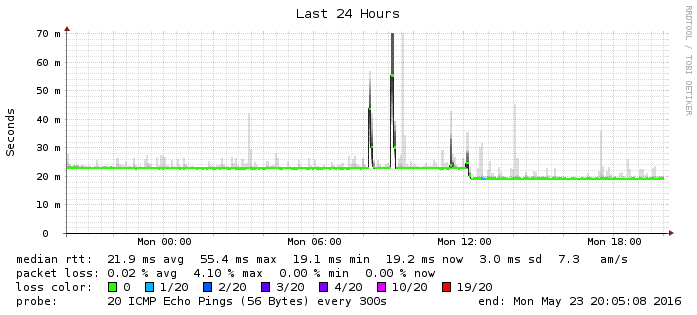 Last 24 Hours
RRDTOOL / TOBI OETIKER
Seconds
70 m
60 m
50 m
40 m
30 m
20 m
10 m
0
Mon 00:00 Mon 06:00 Mon 12:00 Mon 18:00
median rtt: 21.9 ms avg 55.4 ms max 19.1 ms min 19.2 ms now 3.0 ms sd 7.3 am/s
packet loss: 0.02 % avg 4.10 % max 0.00 % min 0.00 % now
loss color: 0 1/20 2/20 3/20 4/20 10/20 19/20
probe: 20 ICMP Echo Pings (56 Bytes) every 300s end: Mon May 23 20:05:08 2016